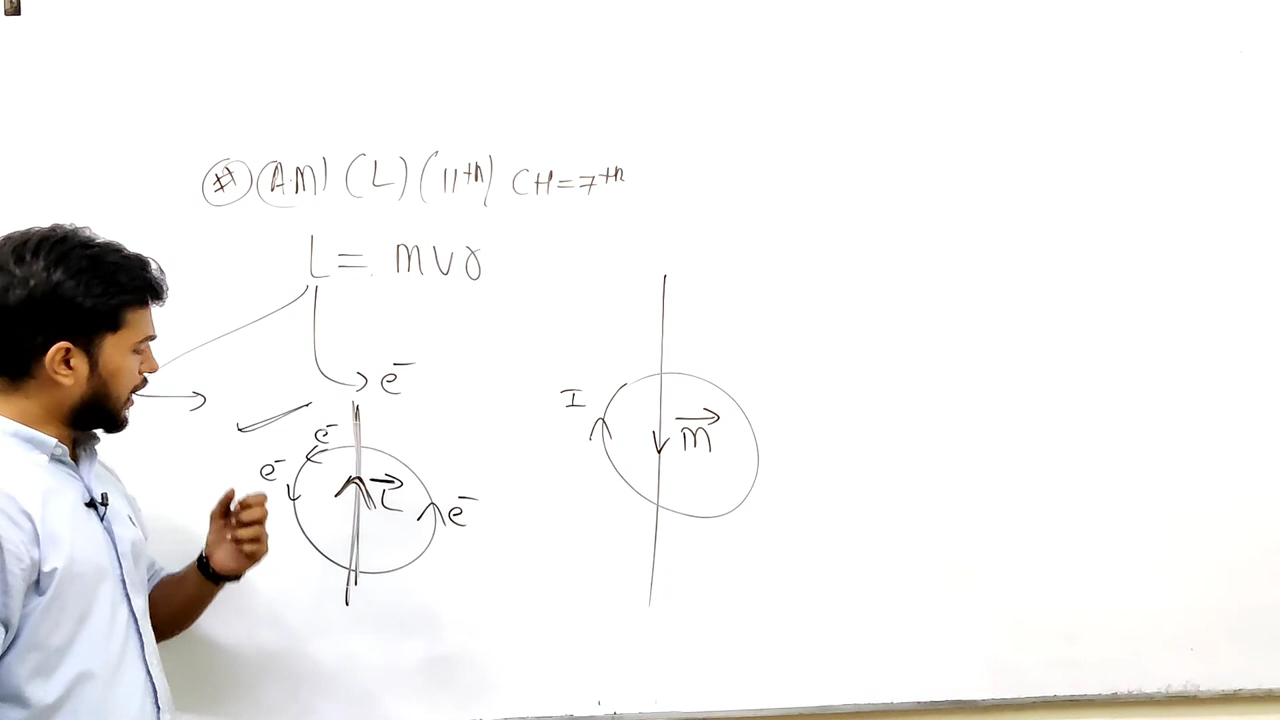 # A.M (L) (11th) CH=7th
L = mvr
e⁻
I
e⁻
M
e⁻
L
e⁻